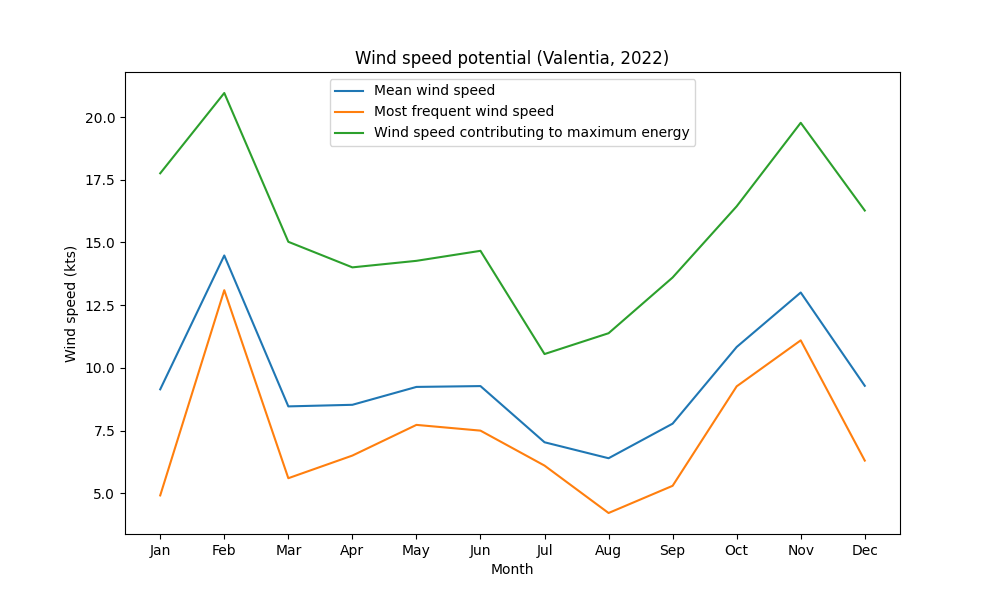 Wind speed potential (Valentia, 2022)
Mean wind speed
Most frequent wind speed
Wind speed contributing to maximum energy
20.0
17.5
15.0
12.5
10.0
7.5
5.0
Wind speed (kts)
Jan Feb Mar Apr May Jun Jul Aug Sep Oct Nov Dec
Month